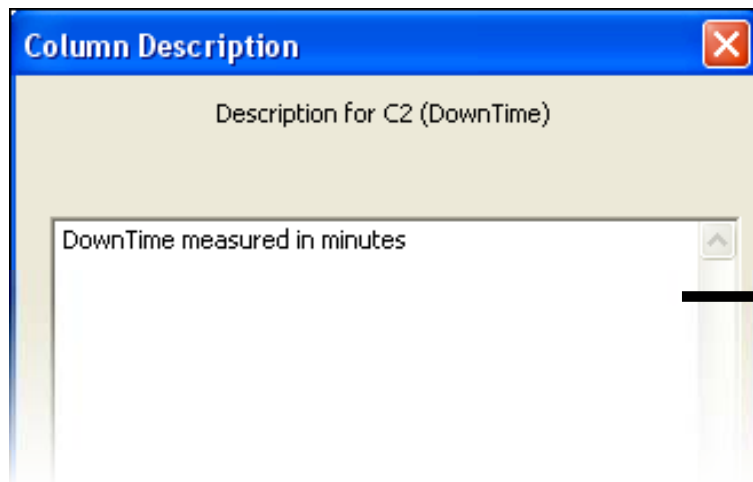 Column Description
Description for C2 (DownTime)
DownTime measured in minutes